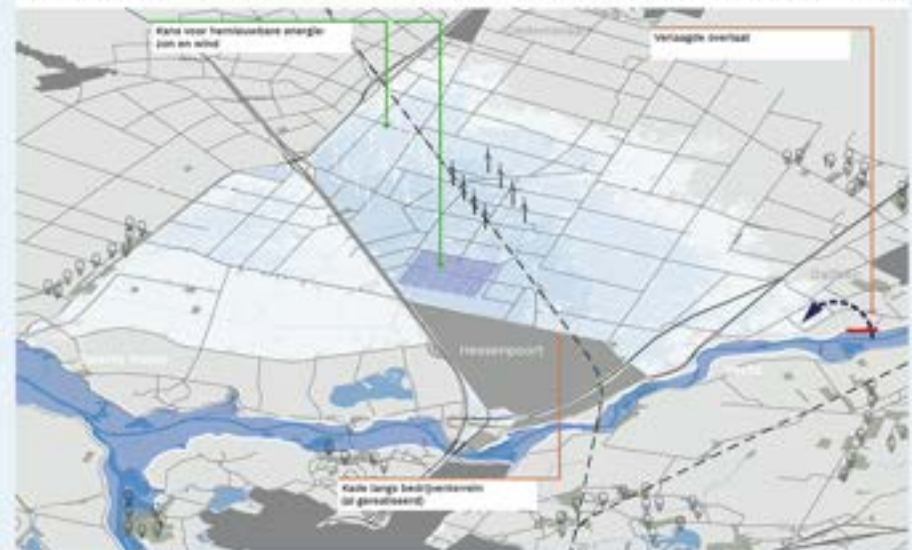 Kans voor hernieuwbare energie:
zon en wind
Verlaagde overlaat
Hessenpoort
Kade langs bedrijventerrein
(al gerealiseerd)